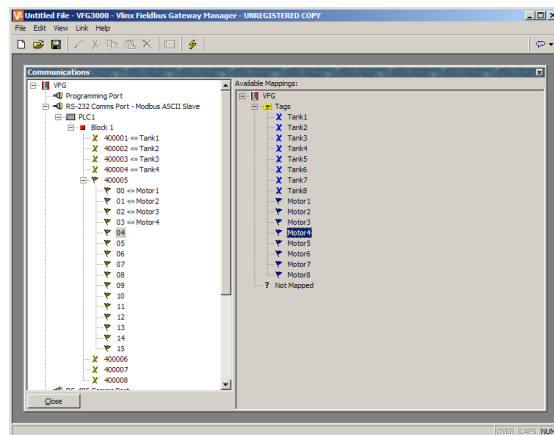 Untitled File - VFG3000 - Vlinx Fieldbus Gateway Manager - UNREGISTERED COPY
File Edit View Link Help
Communications
VFG
Programming Port
RS-232 Comms Port - Modbus ASCII Slave
PLC1
Block 1
400001 <=> Tank1
400002 <=> Tank2
400003 <=> Tank3
400004 <=> Tank4
400005
00 <=> Motor1
01 <=> Motor2
02 <=> Motor3
03 <=> Motor4
04
05
06
07
08
09
10
11
12
13
14
15
400006
400007
400008
RS-485 Comms Port
Close
Available Mappings:
VFG
Tags
Tank1
Tank2
Tank3
Tank4
Tank5
Tank6
Tank7
Tank8
Motor1
Motor2
Motor3
Motor4
Motor5
Motor6
Motor7
Motor8
? Not Mapped
OVER CAPS NUM